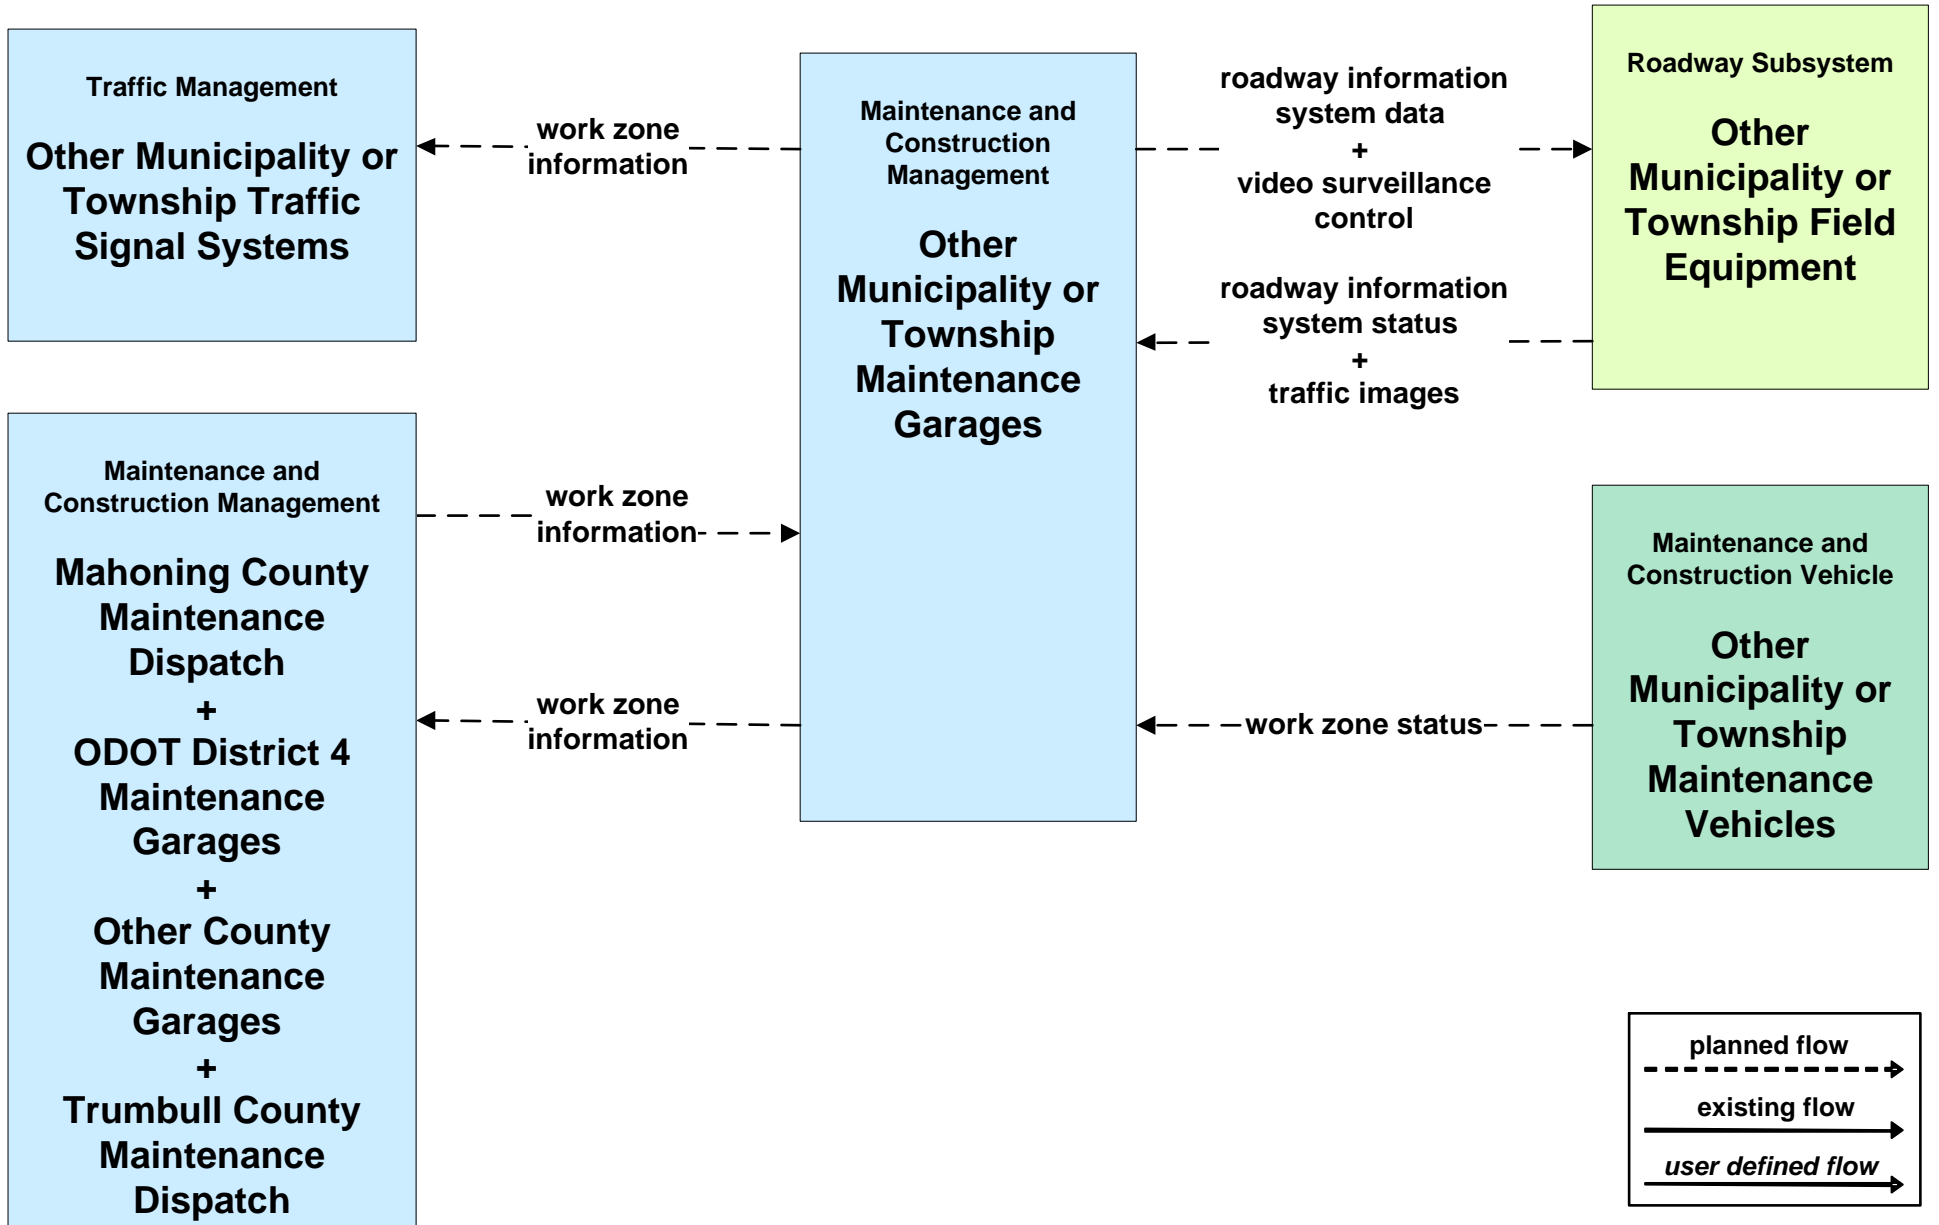 Traffic Management
Other Municipality or
Township Traffic
Signal Systems
work zone
information
Maintenance and
Construction
Management
Other
Municipality or
Township
Maintenance
Garages
roadway information
system data
+
video surveillance
control
roadway information
system status
+
traffic images
Roadway Subsystem
Other
Municipality or
Township Field
Equipment
Maintenance and
Construction Management
Mahoning County
Maintenance
Dispatch
+
ODOT District 4
Maintenance
Garages
+
Other County
Maintenance
Garages
+
Trumbull County
Maintenance
Dispatch
work zone
information
work zone
information
work zone status
Maintenance and
Construction Vehicle
Other
Municipality or
Township
Maintenance
Vehicles
planned flow
existing flow
user defined flow